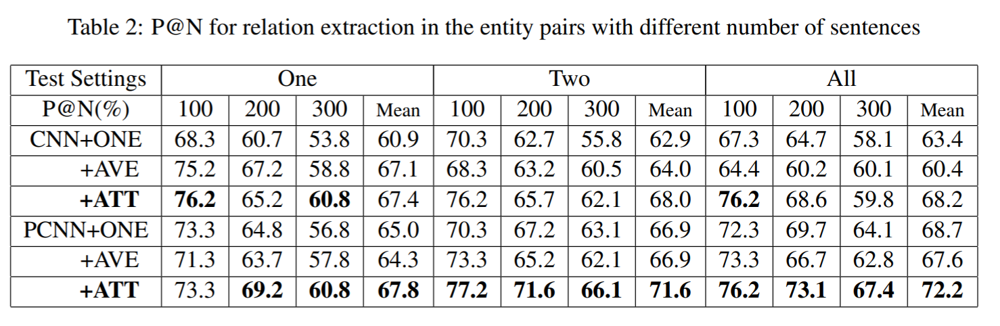 Table 2: P@N for relation extraction in the entity pairs with different number of sentences
Test Settings One Two All
P@N(%) 100 200 300 Mean 100 200 300 Mean 100 200 300 Mean
CNN+ONE 68.3 60.7 53.8 60.9 70.3 62.7 55.8 62.9 67.3 64.7 58.1 63.4
+AVE 75.2 67.2 58.8 67.1 68.3 63.2 60.5 64.0 64.4 60.2 60.1 60.4
+ATT 76.2 65.2 60.8 67.4 76.2 65.7 62.1 68.0 76.2 68.6 59.8 68.2
PCNN+ONE 73.3 64.8 56.8 65.0 70.3 67.2 63.1 66.9 72.3 69.7 64.1 68.7
+AVE 71.3 63.7 57.8 64.3 73.3 65.2 62.1 66.9 73.3 66.7 62.8 67.6
+ATT 73.3 69.2 60.8 67.8 77.2 71.6 66.1 71.6 76.2 73.1 67.4 72.2